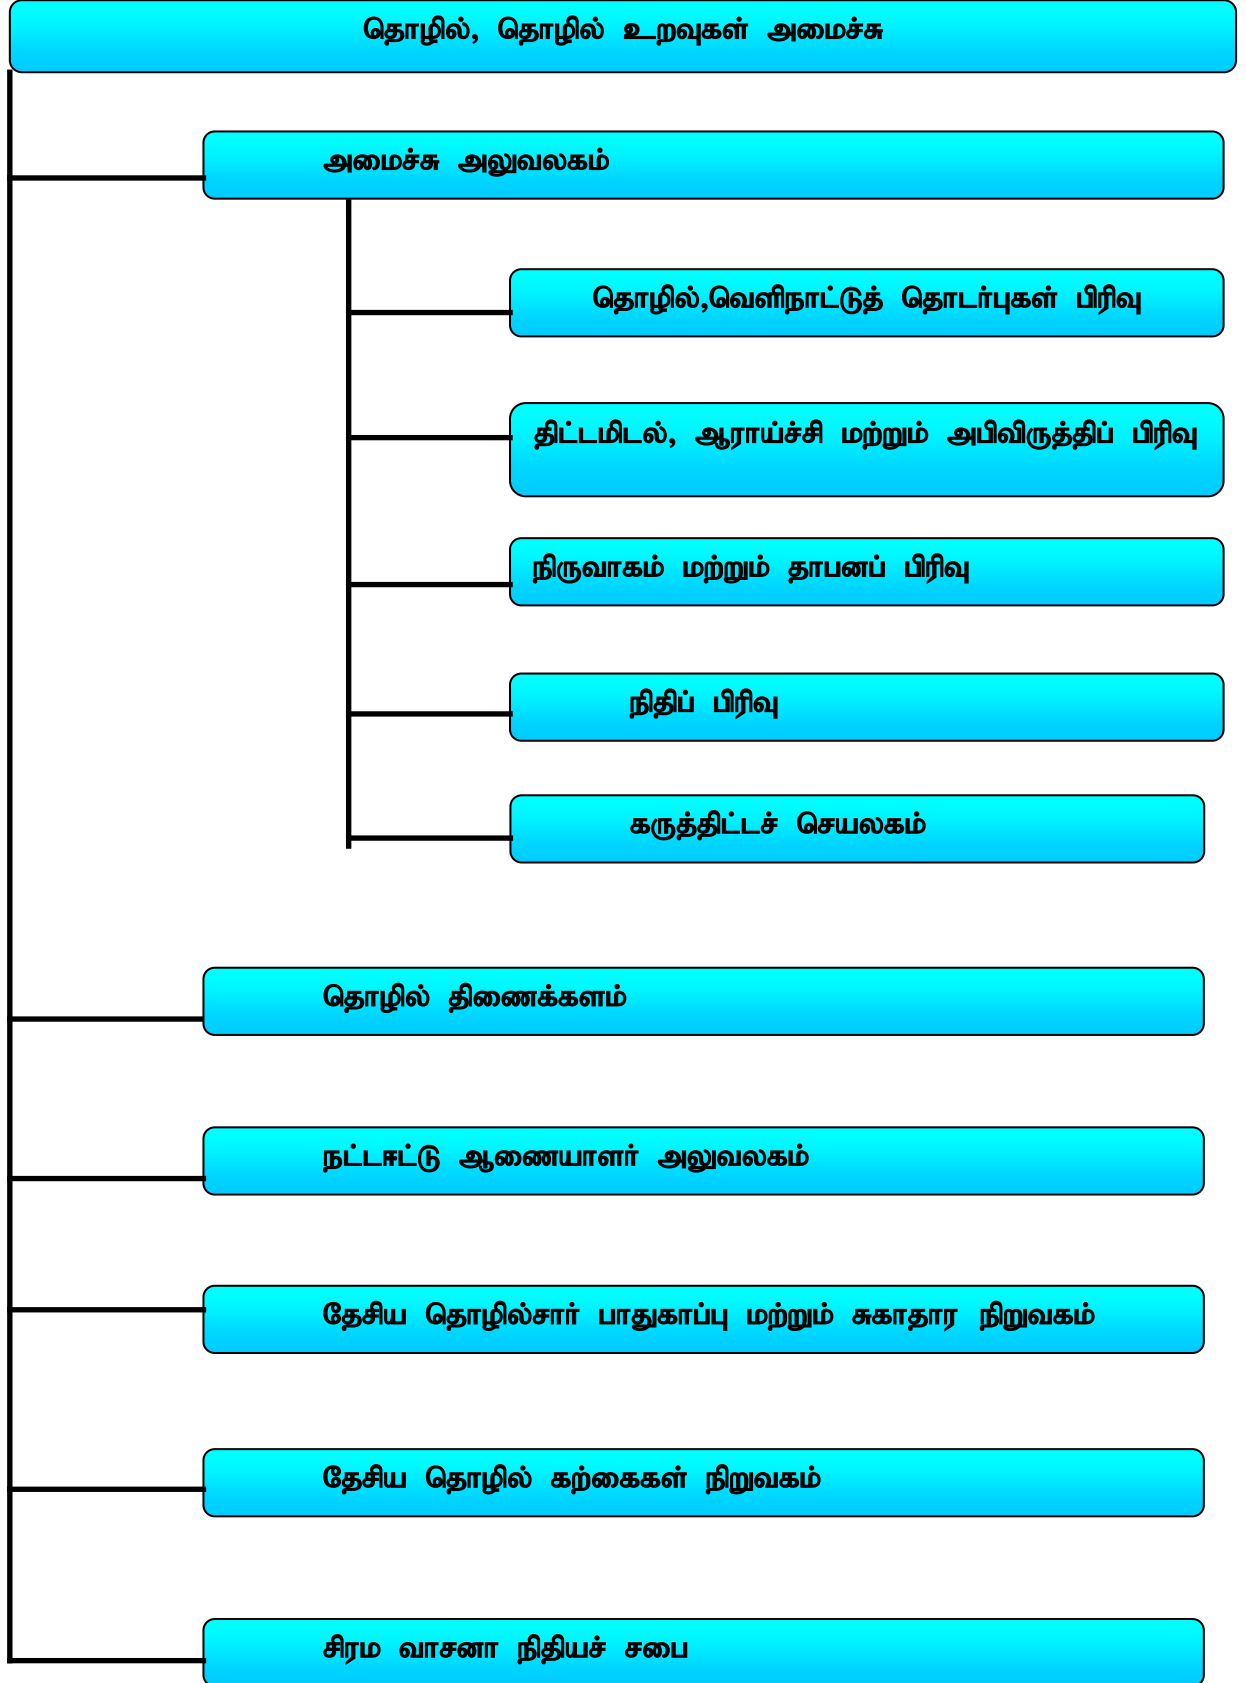 தொழில், தொழில் உறவுகள் அமைச்சு
அமைச்சு அலுவலகம்
தொழில்,வெளிநாட்டுத் தொடர்புகள் பிரிவு
திட்டமிடல், ஆராய்ச்சி மற்றும் அபிவிருத்திப் பிரிவு
நிருவாகம் மற்றும் தாபனப் பிரிவு
நிதிப் பிரிவு
கருத்திட்டச் செயலகம்
தொழில் திணைக்களம்
நட்டஈட்டு ஆணையாளர் அலுவலகம்
தேசிய தொழில்சார் பாதுகாப்பு மற்றும் சுகாதார நிறுவகம்
தேசிய தொழில் கற்கைகள் நிறுவகம்
சிரம வாசனா நிதியச் சபை